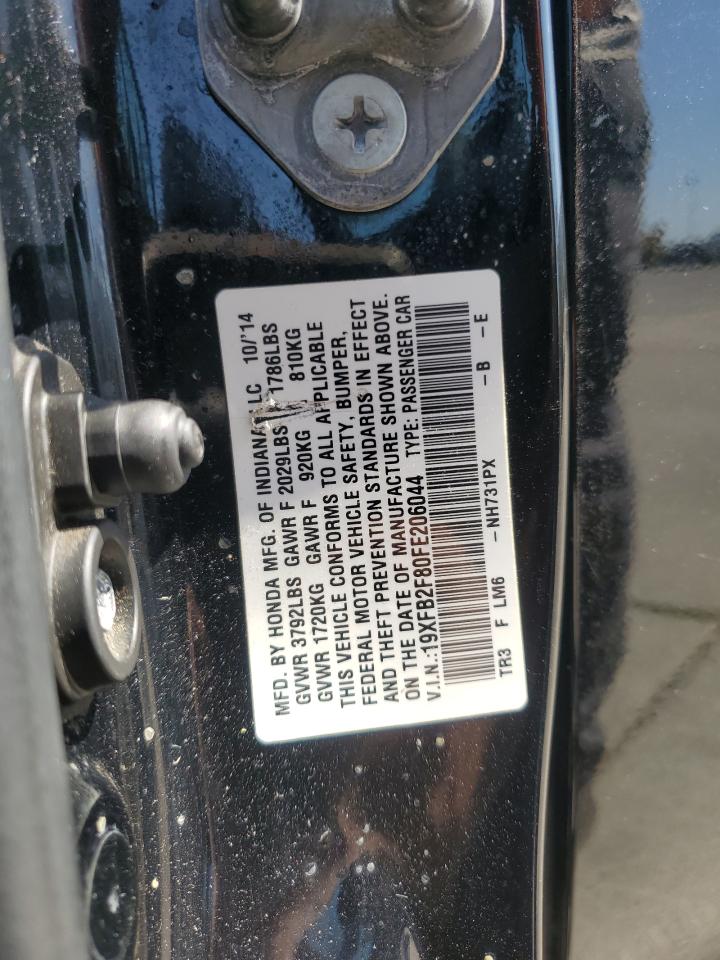 MFD. BY HONDA MFG. OF INDIANA LLC 10/'14
GVWR 3792LBS GAWR F 2029LBS 1786LBS
GVWR 1720KG GAWR F 920KG 810KG
THIS VEHICLE CONFORMS TO ALL APPLICABLE
FEDERAL MOTOR VEHICLE SAFETY, BUMPER,
AND THEFT PREVENTION STANDARDS IN EFFECT
ON THE DATE OF MANUFACTURE SHOWN ABOVE.
V.I.N.:19XFB2F80FE206044 TYPE: PASSENGER CAR
TR3 F LM6 -NH731PX -B -E